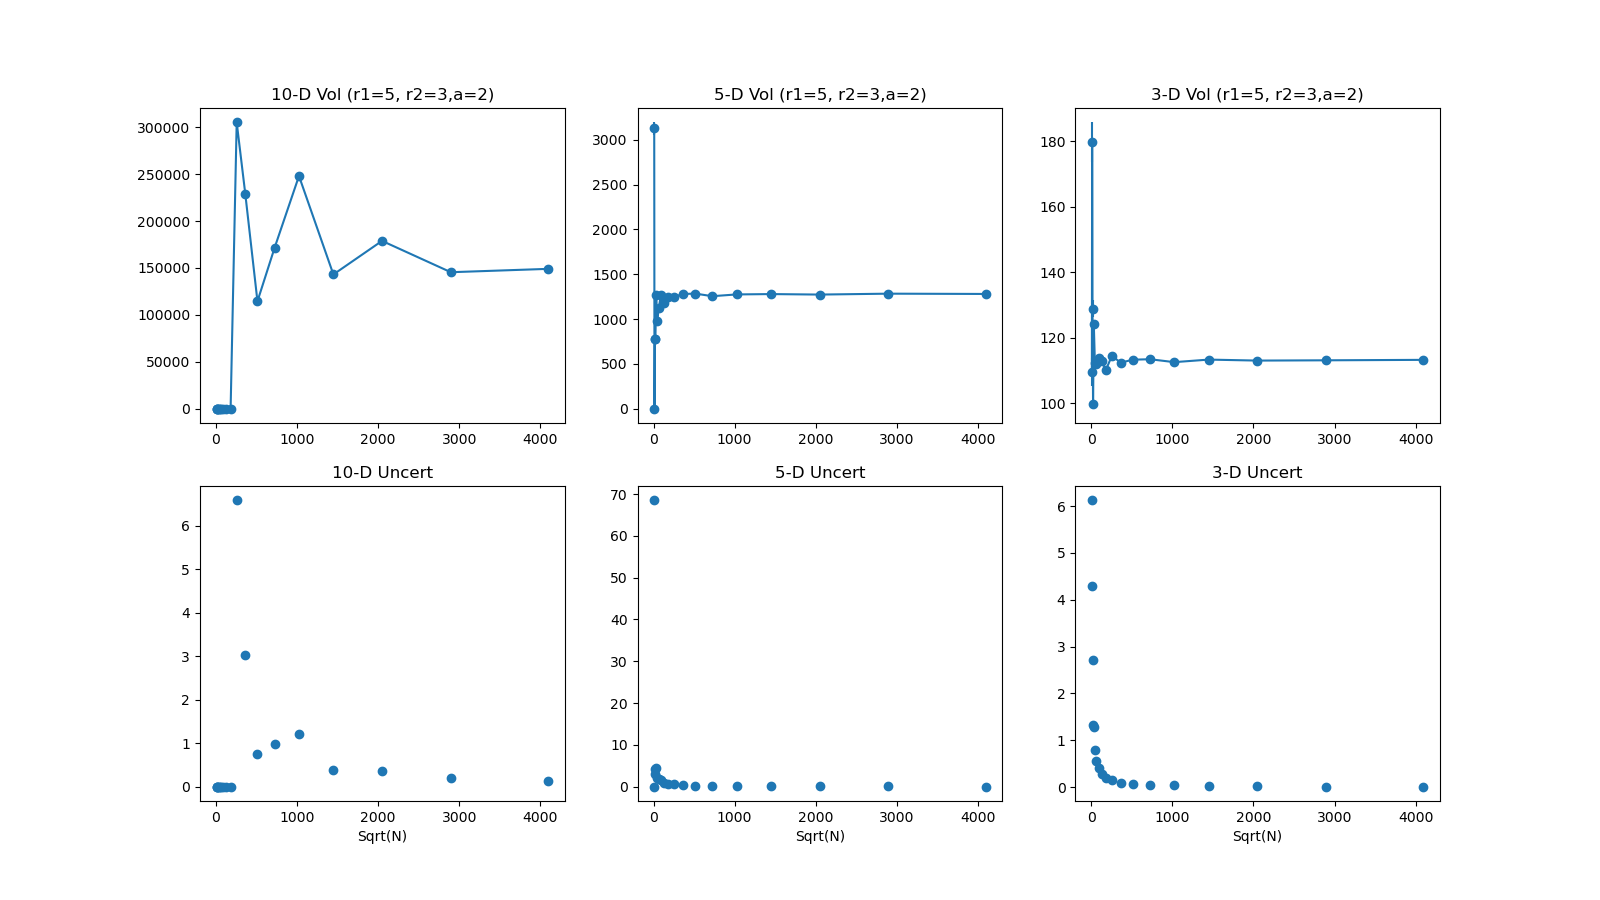 10-D Vol (r1=5, r2=3,a=2)
5-D Vol (r1=5, r2=3,a=2)
3-D Vol (r1=5, r2=3,a=2)
300000
250000
200000
150000
100000
50000
0
0 1000 2000 3000 4000
3000
2500
2000
1500
1000
500
0
0 1000 2000 3000 4000
180
160
140
120
100
0 1000 2000 3000 4000
10-D Uncert
5-D Uncert
3-D Uncert
6
5
4
3
2
1
0
0 1000 2000 3000 4000
Sqrt(N)
70
60
50
40
30
20
10
0
0 1000 2000 3000 4000
Sqrt(N)
6
5
4
3
2
1
0
0 1000 2000 3000 4000
Sqrt(N)